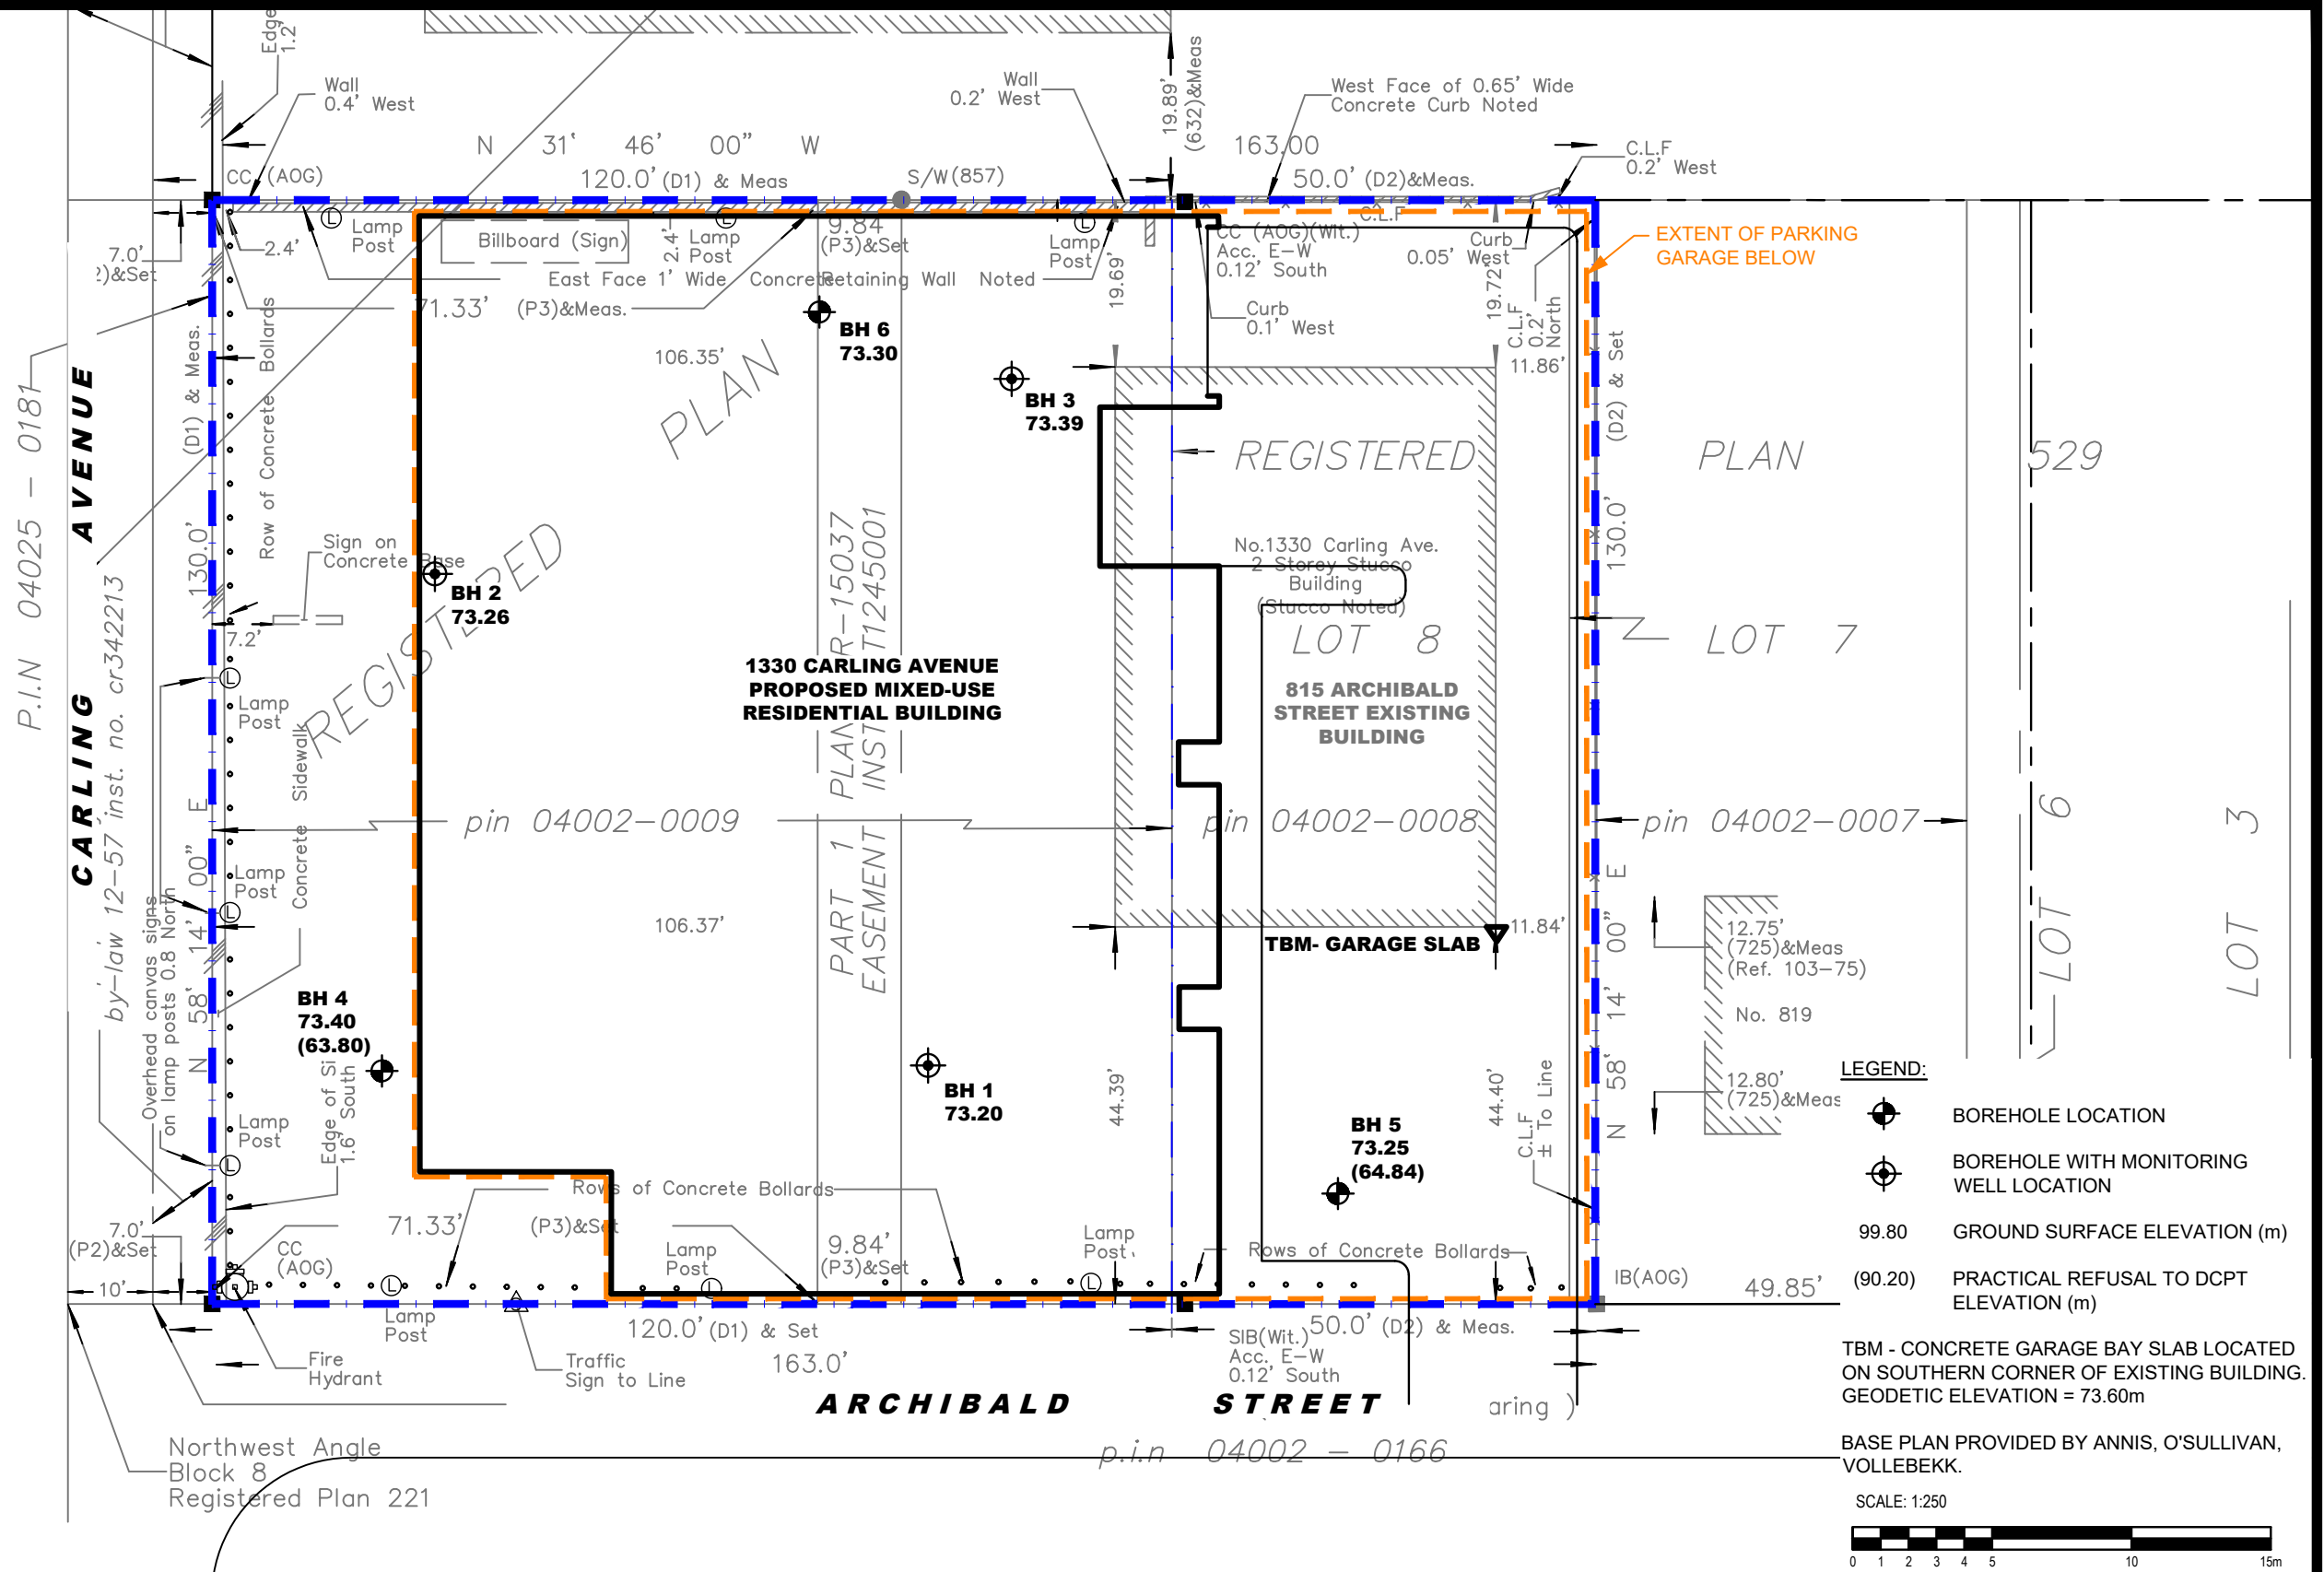 Edge
1.2'
Wall
0.4' West
Wall
0.2' West
19.89'
(632)&Meas
West Face of 0.65' Wide
Concrete Curb Noted
N 31' 46' 00" W
163.00
C.L.F
0.2' West
CC (AOG)
120.0' (D1) & Meas
S/W(857)
50.0' (D2)&Meas.
7.0'
2)&Set
2.4'
Lamp
Post
Billboard (Sign)
2.4'
Lamp
Post
9.84
(P3)&Set
Lamp
Post
C.L.F
CC (AOG)(Wit.)
Acc. E-W
0.12' South
Curb
0.05' West
EXTENT OF PARKING
GARAGE BELOW
East Face 1' Wide Concrete Retaining Wall Noted
71.33' (P3)&Meas.
19.69'
19.72'
Curb
0.1' West
C.L.F
0.2'
North
BH 6
73.30
106.35'
11.86'
BH 3
73.39
(D1) & Meas.
130.0'
Row of Concrete Bollards
(D2) & Set
130.0'
P.I.N 04025 - 0181
CARLING AVENUE
by-law 12-57 inst. no. cr342213
REGISTERED PLAN
REGISTERED PLAN 529
Sign on
Concrete Base
BH 2
73.26
7.2'
PART 1 PLAN R-15037
EASEMENT INST T1245001
No.1330 Carling Ave.
2 Storey Stucco
Building
(Stucco Noted)
LOT 8
LOT 7
1330 CARLING AVENUE
PROPOSED MIXED-USE
RESIDENTIAL BUILDING
815 ARCHIBALD
STREET EXISTING
BUILDING
Lamp
Post
Concrete Sidewalk
pin 04002-0009
pin 04002-0008
pin 04002-0007
LOT 6
LOT 3
Lamp
Post
N 58' 14' 00" E
N 58' 14' 00" E
Overhead canvas signs
on lamp posts 0.8 North
106.37'
11.84'
TBM- GARAGE SLAB
12.75'
(725)&Meas
(Ref. 103-75)
No. 819
12.80'
(725)&Meas
BH 4
73.40
(63.80)
Edge of Si
1.6' South
BH 1
73.20
44.39'
44.40'
C.L.F
± To Line
BH 5
73.25
(64.84)
Lamp
Post
Rows of Concrete Bollards
7.0'
(P2)&Set
10'
CC
(AOG)
71.33' (P3)&Set
Lamp
Post
9.84'
(P3)&Set
Lamp
Post
Rows of Concrete Bollards
IB(AOG)
49.85'
Lamp
Post
120.0' (D1) & Set
163.0'
SIB(Wit.)
Acc. E-W
0.12' South
50.0' (D2) & Meas.
Fire
Hydrant
Traffic
Sign to Line
ARCHIBALD STREET
aring )
p.i.n 04002 - 0166
Northwest Angle
Block 8
Registered Plan 221
LEGEND:
BOREHOLE LOCATION
BOREHOLE WITH MONITORING
WELL LOCATION
99.80 GROUND SURFACE ELEVATION (m)
(90.20) PRACTICAL REFUSAL TO DCPT
ELEVATION (m)
TBM - CONCRETE GARAGE BAY SLAB LOCATED
ON SOUTHERN CORNER OF EXISTING BUILDING.
GEODETIC ELEVATION = 73.60m
BASE PLAN PROVIDED BY ANNIS, O'SULLIVAN,
VOLLEBEKK.
SCALE: 1:250
0 1 2 3 4 5 10 15m